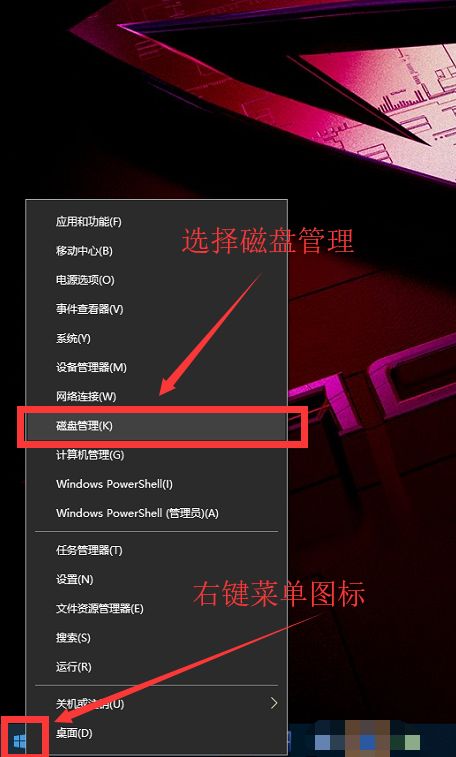 应用和功能(F)
选择磁盘管理
移动中心(B)
电源选项(O)
事件查看器(V)
系统(Y)
设备管理器(M)
网络连接(W)
磁盘管理(K)
计算机管理(G)
Windows PowerShell(I)
Windows PowerShell (管理员)(A)
任务管理器(T)
设置(N)
右键菜单图标
文件资源管理器(E)
搜索(S)
运行(R)
关机或注销(U)
桌面(D)